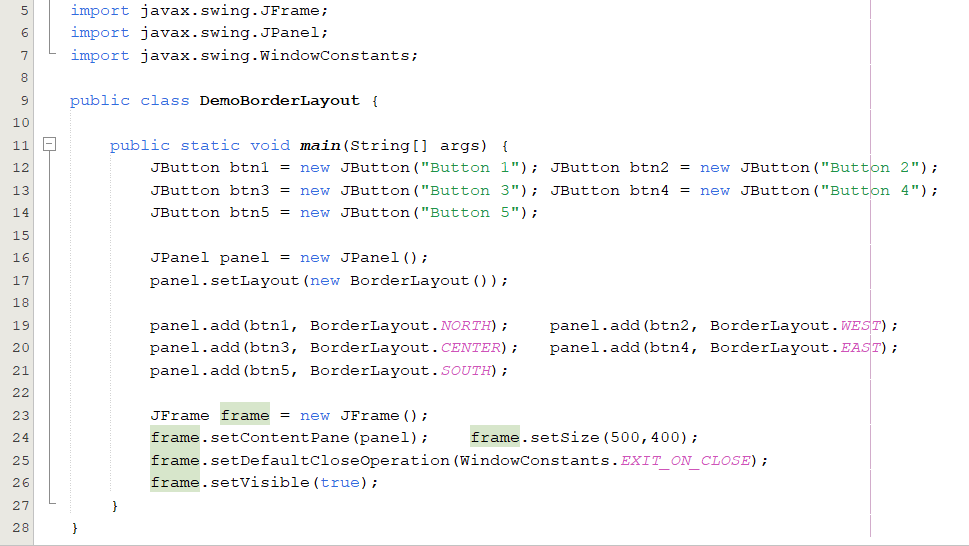 5 import javax.swing.JFrame;
6 import javax.swing.JPanel;
7 import javax.swing.WindowConstants;
8
9 public class DemoBorderLayout {
10
11     public static void main(String[] args) {
12         JButton btn1 = new JButton("Button 1"); JButton btn2 = new JButton("Button 2");
13         JButton btn3 = new JButton("Button 3"); JButton btn4 = new JButton("Button 4");
14         JButton btn5 = new JButton("Button 5");
15
16         JPanel panel = new JPanel();
17         panel.setLayout(new BorderLayout());
18
19         panel.add(btn1, BorderLayout.NORTH);    panel.add(btn2, BorderLayout.WEST);
20         panel.add(btn3, BorderLayout.CENTER);   panel.add(btn4, BorderLayout.EAST);
21         panel.add(btn5, BorderLayout.SOUTH);
22
23         JFrame frame = new JFrame();
24         frame.setContentPane(panel);    frame.setSize(500,400);
25         frame.setDefaultCloseOperation(WindowConstants.EXIT_ON_CLOSE);
26         frame.setVisible(true);
27     }
28 }